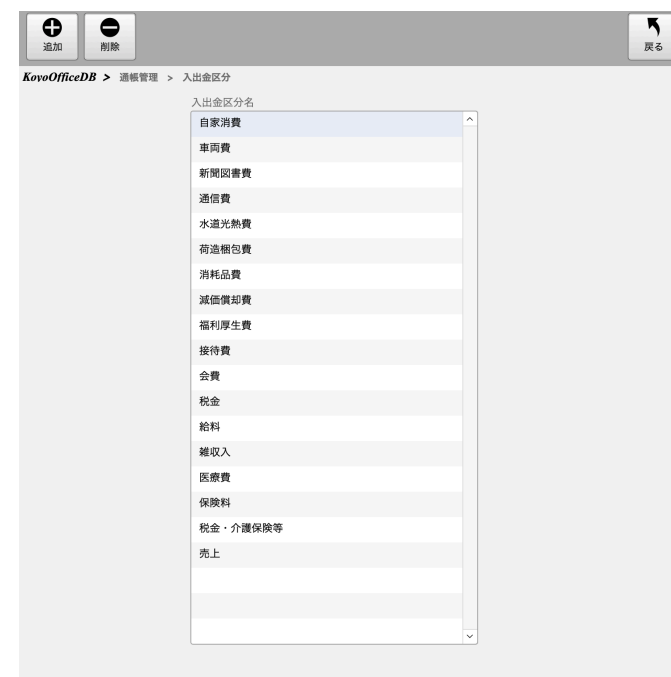 追加 削除 戻る
KoyoOfficeDB > 通帳管理 > 入出金区分
入出金区分名
自家消費
車両費
新聞図書費
通信費
水道光熱費
荷造梱包費
消耗品費
減価償却費
福利厚生費
接待費
会費
税金
給料
雑収入
医療費
保険料
税金・介護保険等
売上